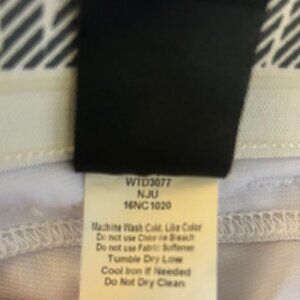 WTD3077
NJU
16NC1020
Machine Wash Cold, Like Color
Do not use Chlorine Bleach
Do not use Fabric Softener
Tumble Dry Low
Cool Iron if Needed
Do Not Dry Clean